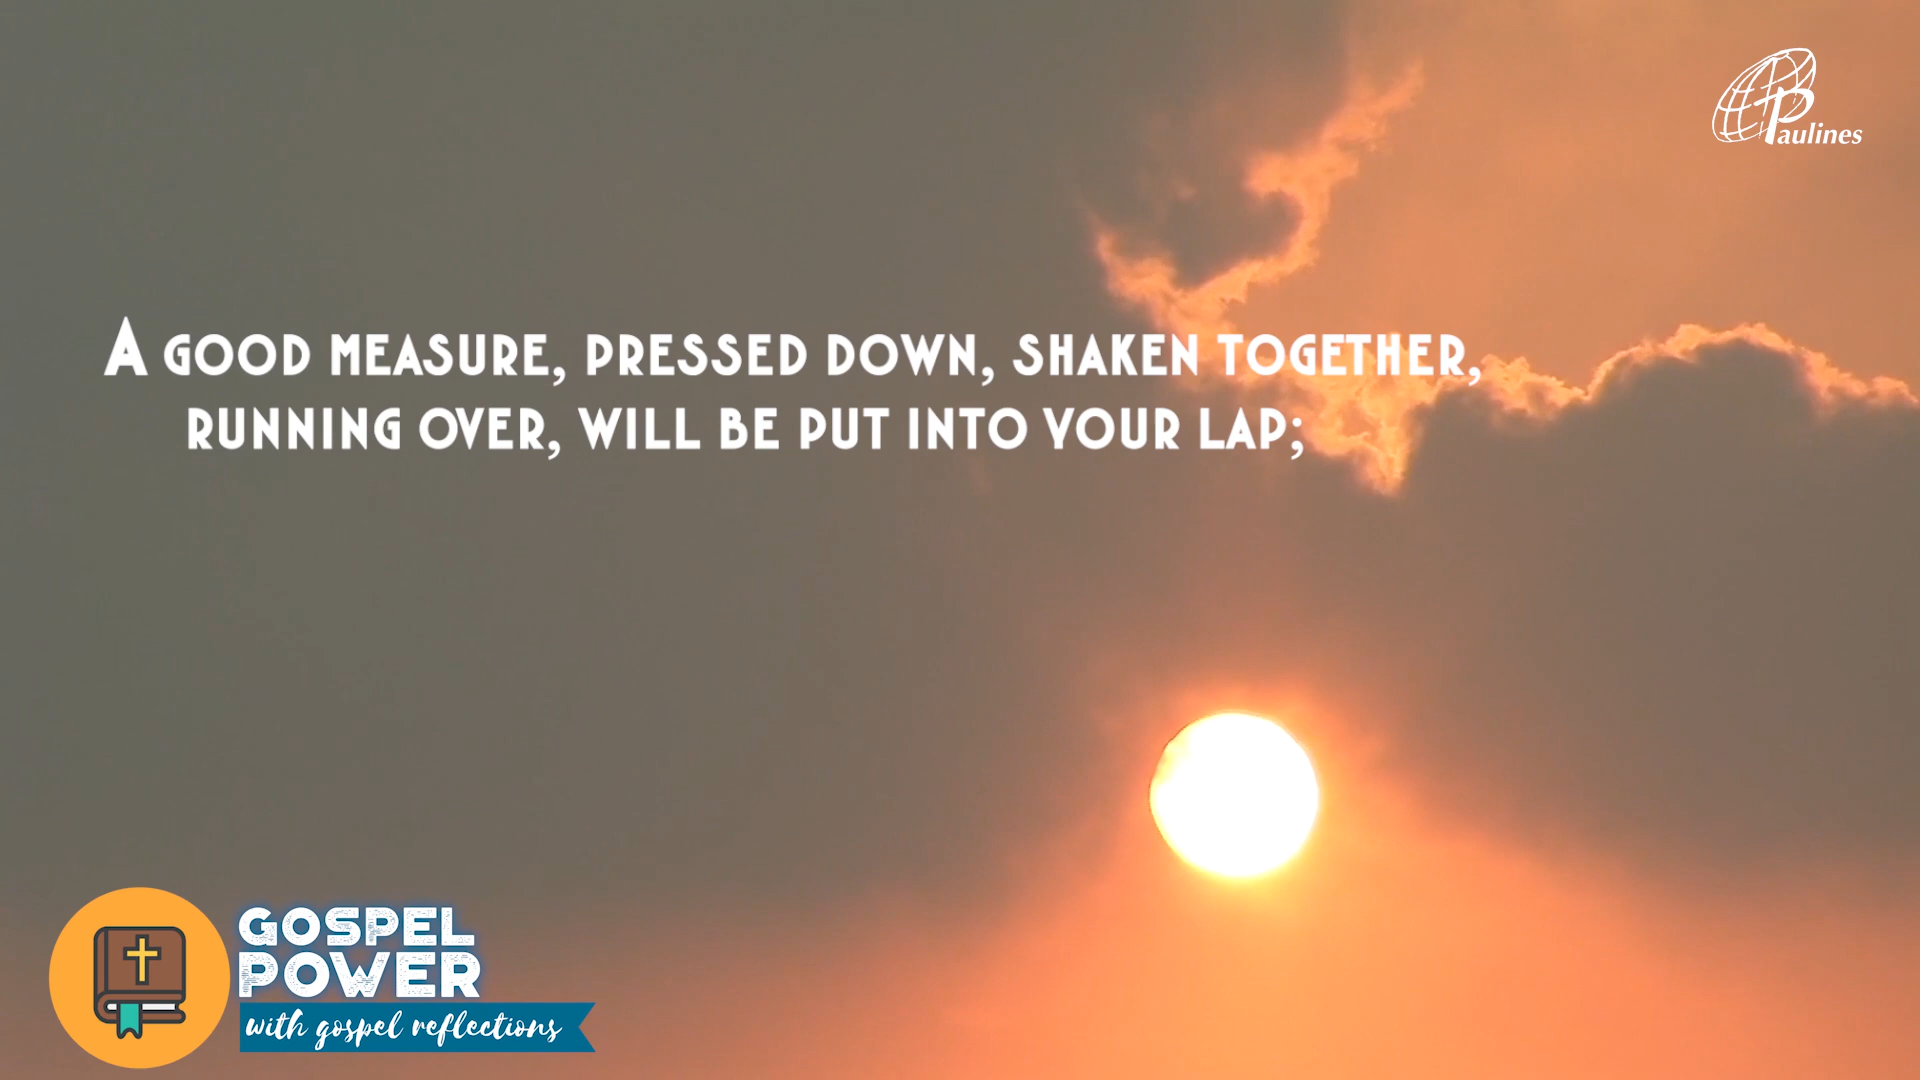 Paulines
A GOOD MEASURE, PRESSED DOWN, SHAKEN TOGETHER,
RUNNING OVER, WILL BE PUT INTO YOUR LAP;
GOSPEL
POWER
with gospel reflections